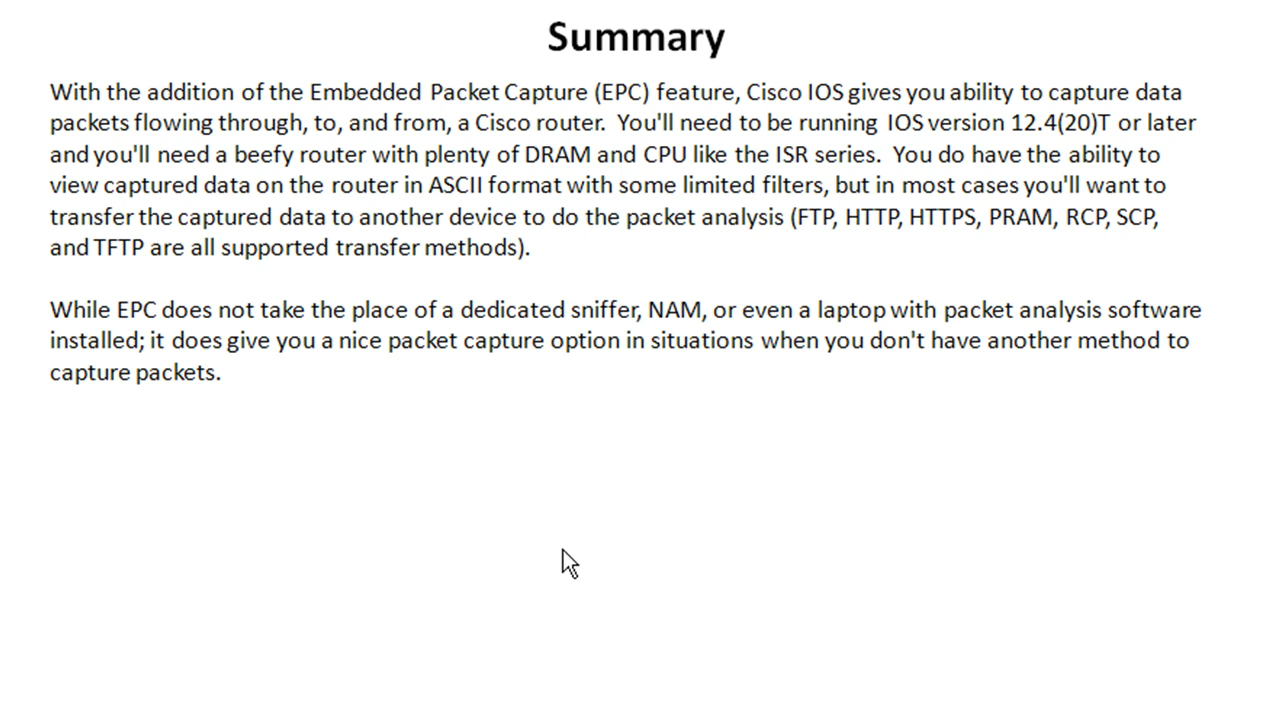 Summary
With the addition of the Embedded Packet Capture (EPC) feature, Cisco IOS gives you ability to capture data
packets flowing through, to, and from, a Cisco router.  You'll need to be running IOS version 12.4(20)T or later
and you'll need a beefy router with plenty of DRAM and CPU like the ISR series.  You do have the ability to
view captured data on the router in ASCII format with some limited filters, but in most cases you'll want to
transfer the captured data to another device to do the packet analysis (FTP, HTTP, HTTPS, PRAM, RCP, SCP,
and TFTP are all supported transfer methods).
While EPC does not take the place of a dedicated sniffer, NAM, or even a laptop with packet analysis software
installed; it does give you a nice packet capture option in situations when you don't have another method to
capture packets.